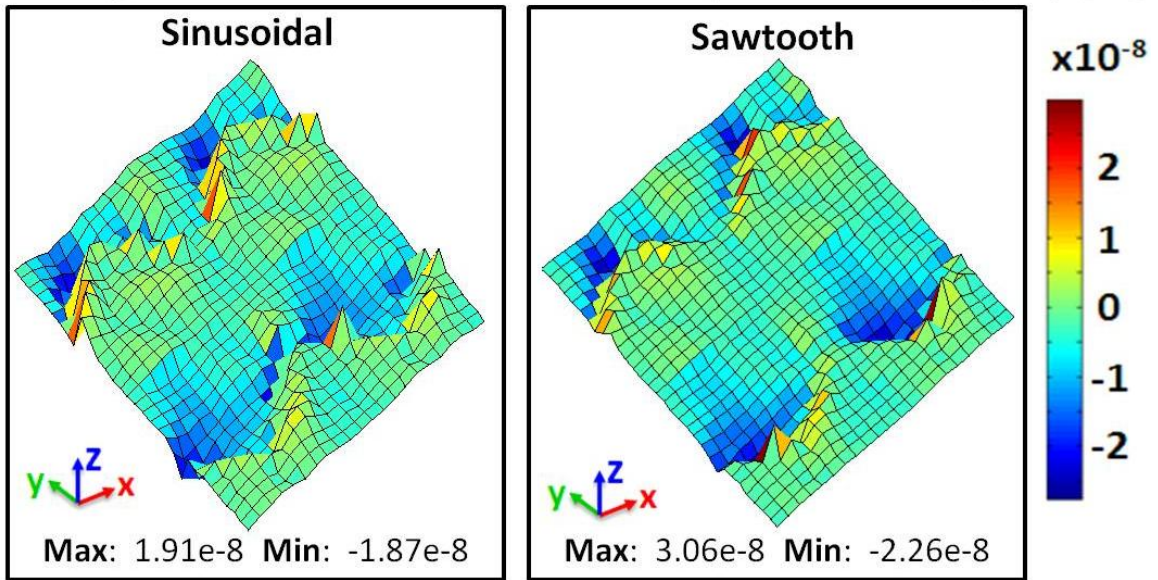 Sinusoidal
z
y
x
Max: 1.91e-8 Min: -1.87e-8
Sawtooth
z
y
x
Max: 3.06e-8 Min: -2.26e-8
x10⁻⁸
2
1
0
-1
-2